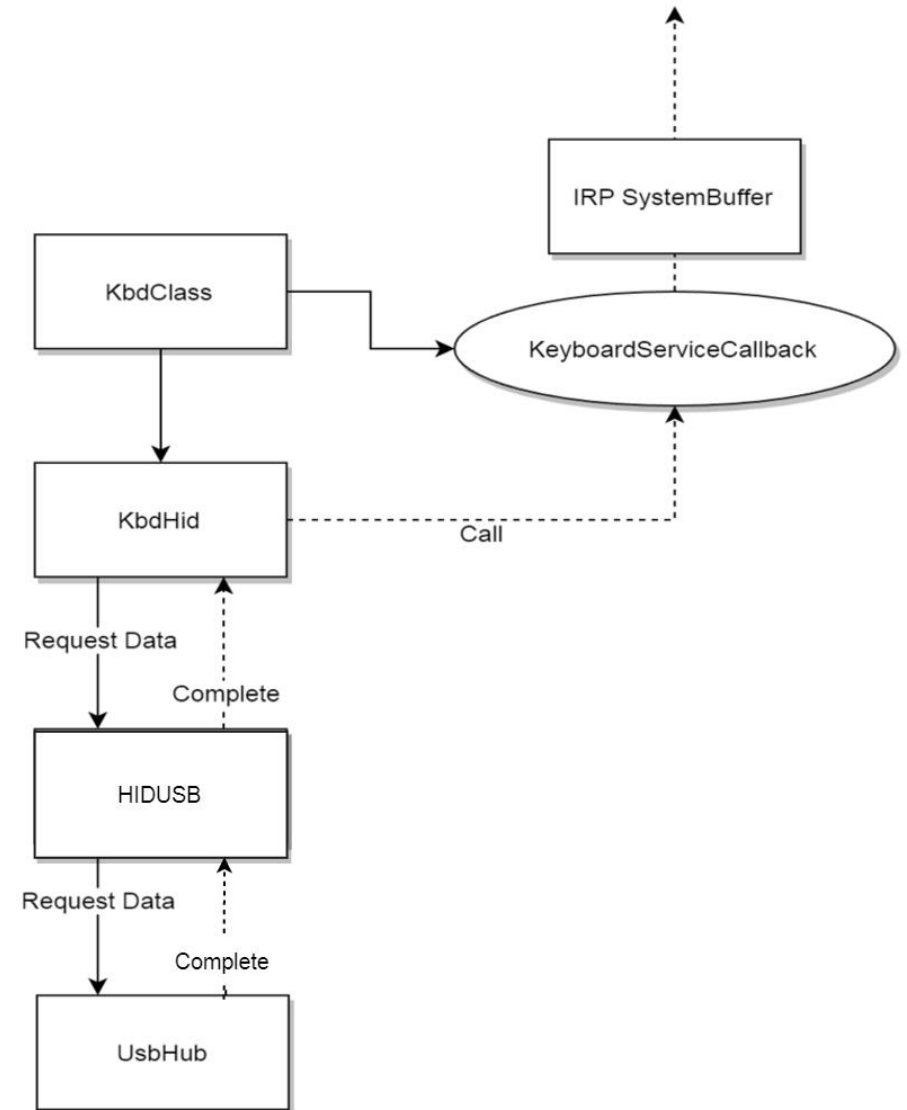 IRP SystemBuffer
KbdClass
KeyboardServiceCallback
KbdHid
Call
Request Data
Complete
HIDUSB
Request Data
Complete
UsbHub